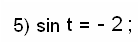 5) sin t = - 2 ;